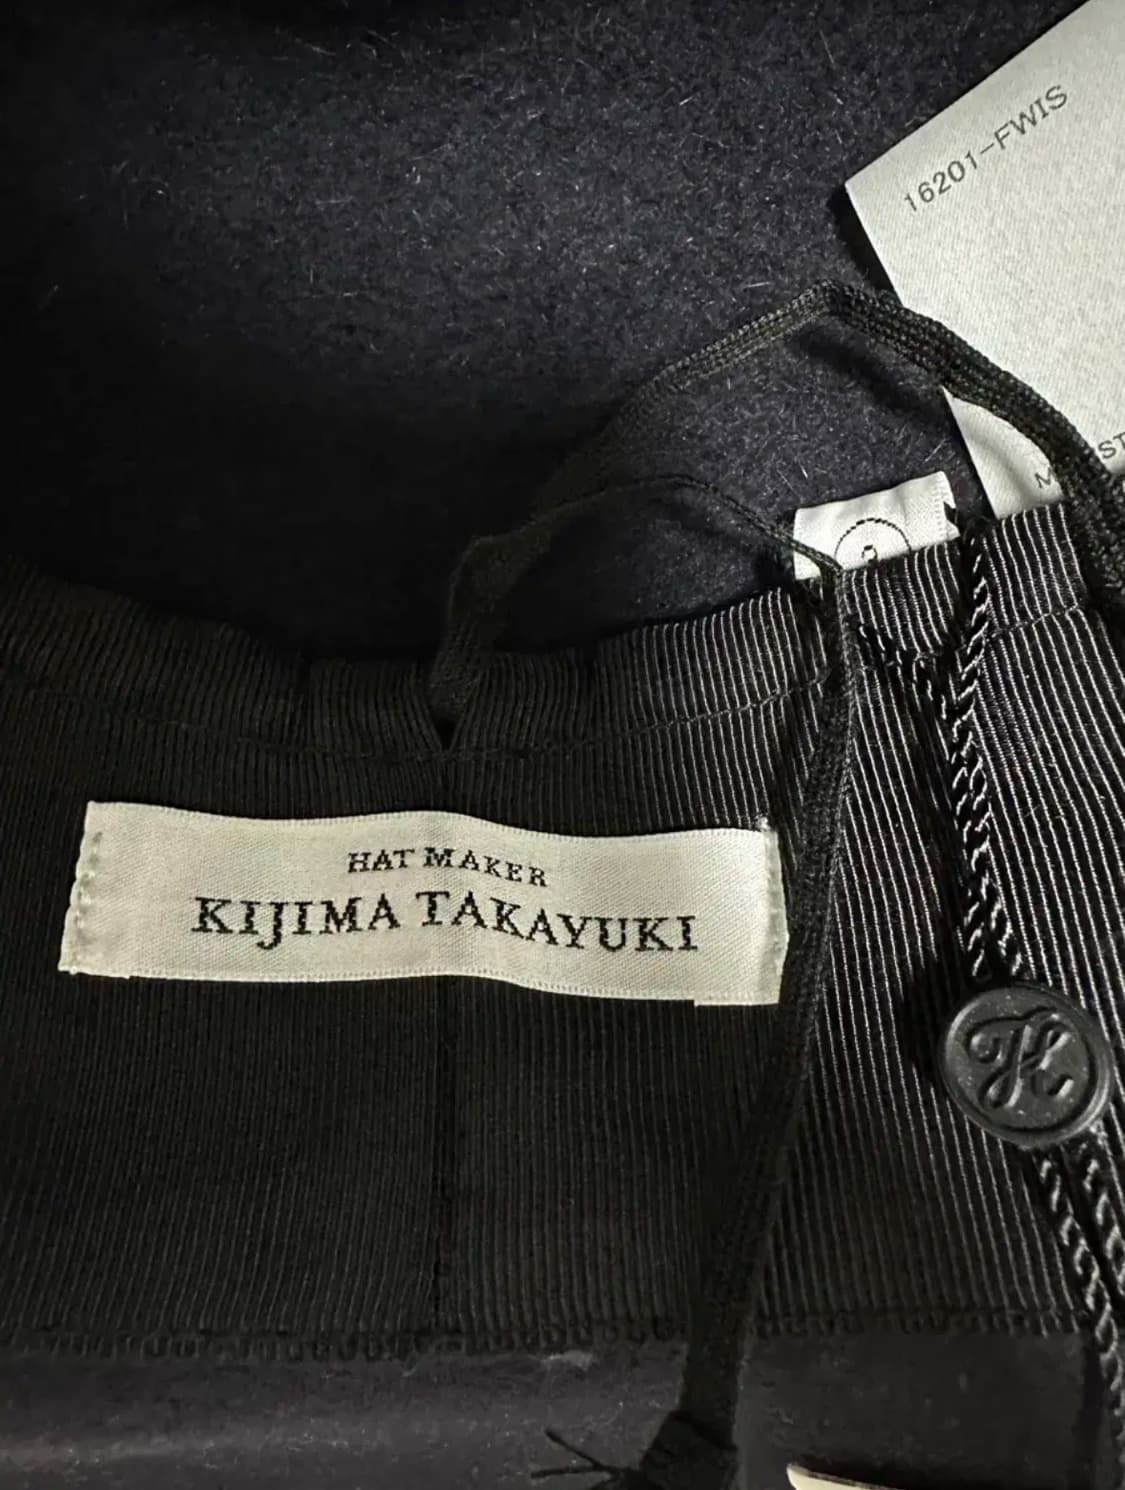 16201-FWIS
HAT MAKER
KIJIMA TAKAYUKI